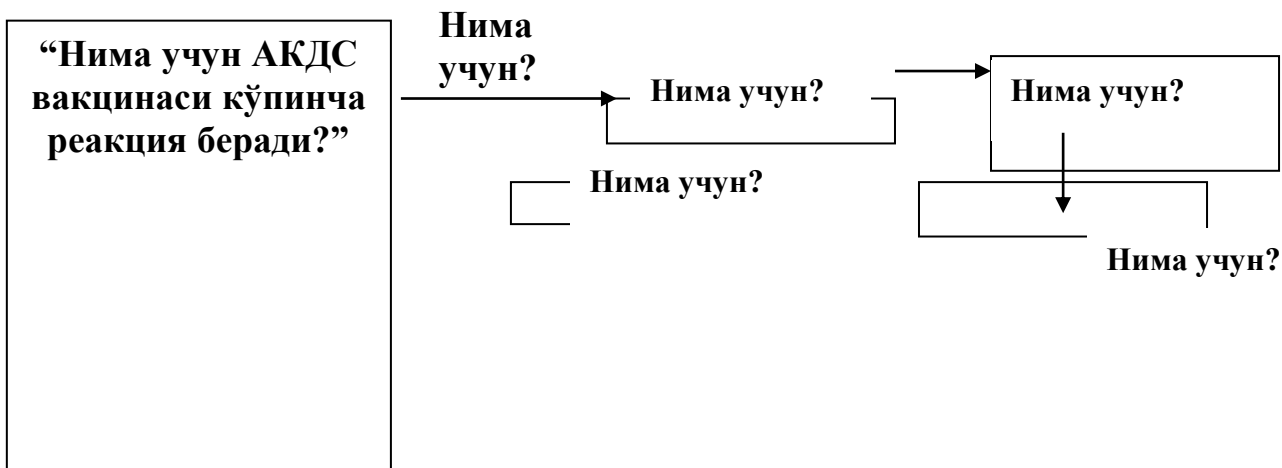 “Нима учун АКДС
вакцинаси кўпинча
реакция беради?”
Нима
учун?
Нима учун?
Нима учун?
Нима учун?
Нима учун?